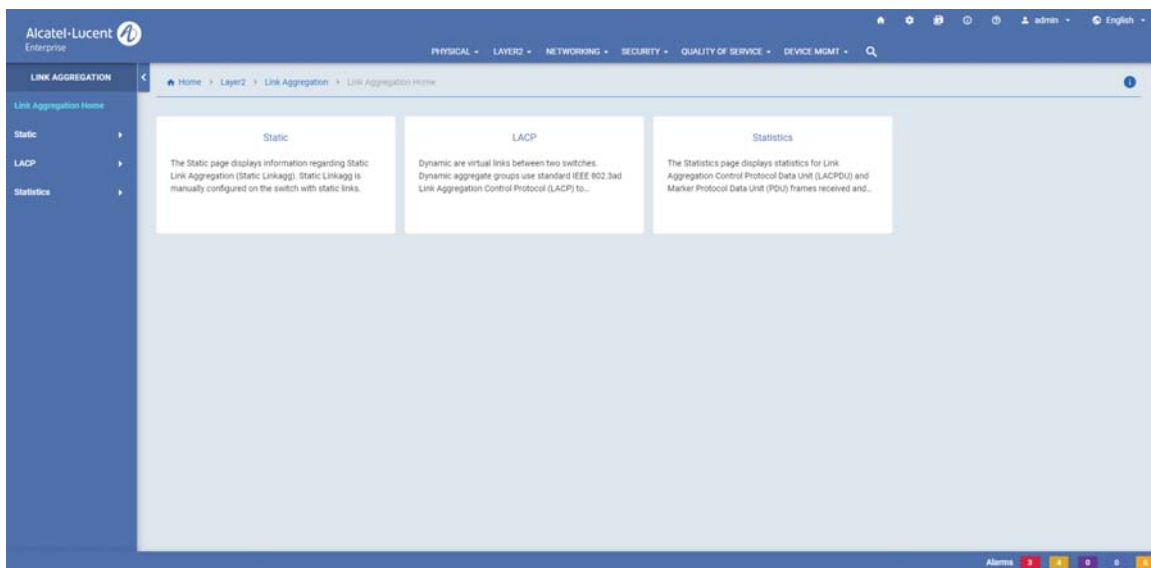 Alcatel·Lucent
Enterprise
admin
English
PHYSICAL
LAYER2
NETWORKING
SECURITY
QUALITY OF SERVICE
DEVICE MGMT
LINK AGGREGATION
Home
Layer2
Link Aggregation
Link Aggregation Home
Link Aggregation Home
Static
LACP
Statistics
Static
The Static page displays information regarding Static
Link Aggregation (Static Linkagg). Static Linkagg is
manually configured on the switch with static links.
LACP
Dynamic are virtual links between two switches.
Dynamic aggregate groups use standard IEEE 802.3ad
Link Aggregation Control Protocol (LACP) to...
Statistics
The Statistics page displays statistics for Link
Aggregation Control Protocol Data Unit (LACPDU) and
Marker Protocol Data Unit (PDU) frames received and...
Alarms 3 4 0 0